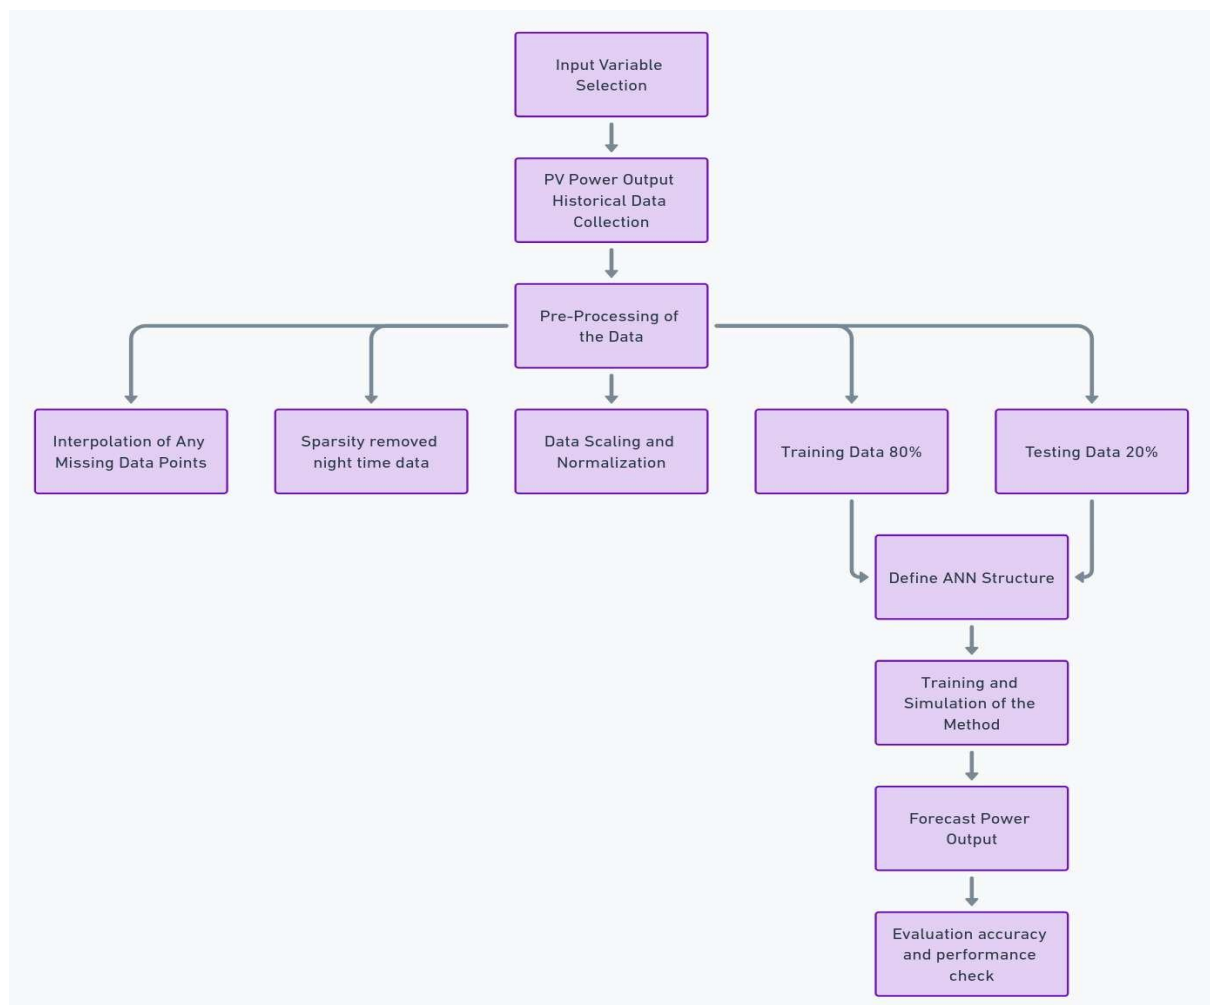 Input Variable
Selection
PV Power Output
Historical Data
Collection
Pre-Processing of
the Data
Interpolation of Any
Missing Data Points
Sparsity removed
night time data
Data Scaling and
Normalization
Training Data 80%
Testing Data 20%
Define ANN Structure
Training and
Simulation of the
Method
Forecast Power
Output
Evaluation accuracy
and performance
check